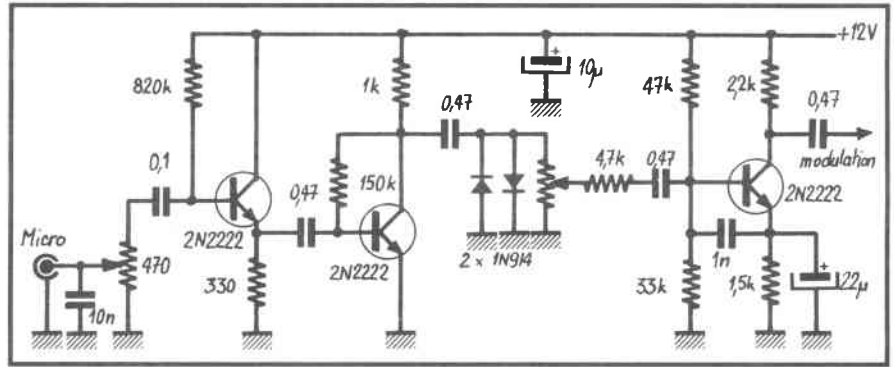 +12V
820k
1k
10µ
47k
2,2k
0,47
0,47
0,1
4,7k
0,47
modulation
150k
0,47
2N2222
2N2222
Micro
470
2N2222
2 x 1N914
1n
10n
330
33k
1,5k
22µ